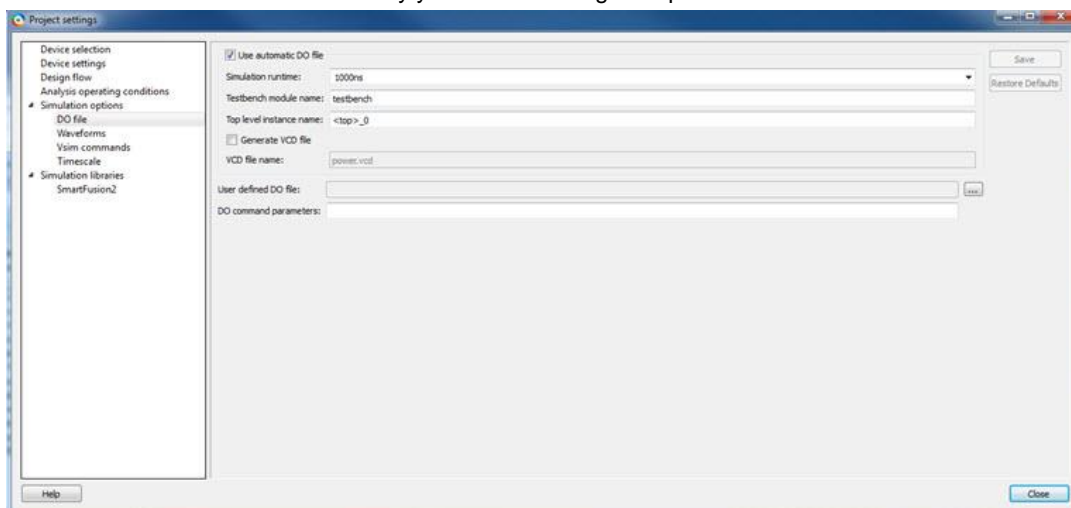 Project settings
Device selection
Device settings
Design flow
Analysis operating conditions
Simulation options
DO file
Waveforms
Vsim commands
Timescale
Simulation libraries
SmartFusion2
Use automatic DO file
Simulation runtime: 1000ns
Testbench module name: testbench
Top level instance name: <top>_0
Generate VCD file
VCD file name: power.vcd
User defined DO file: ...
DO command parameters:
Save
Restore Defaults
Help
Close